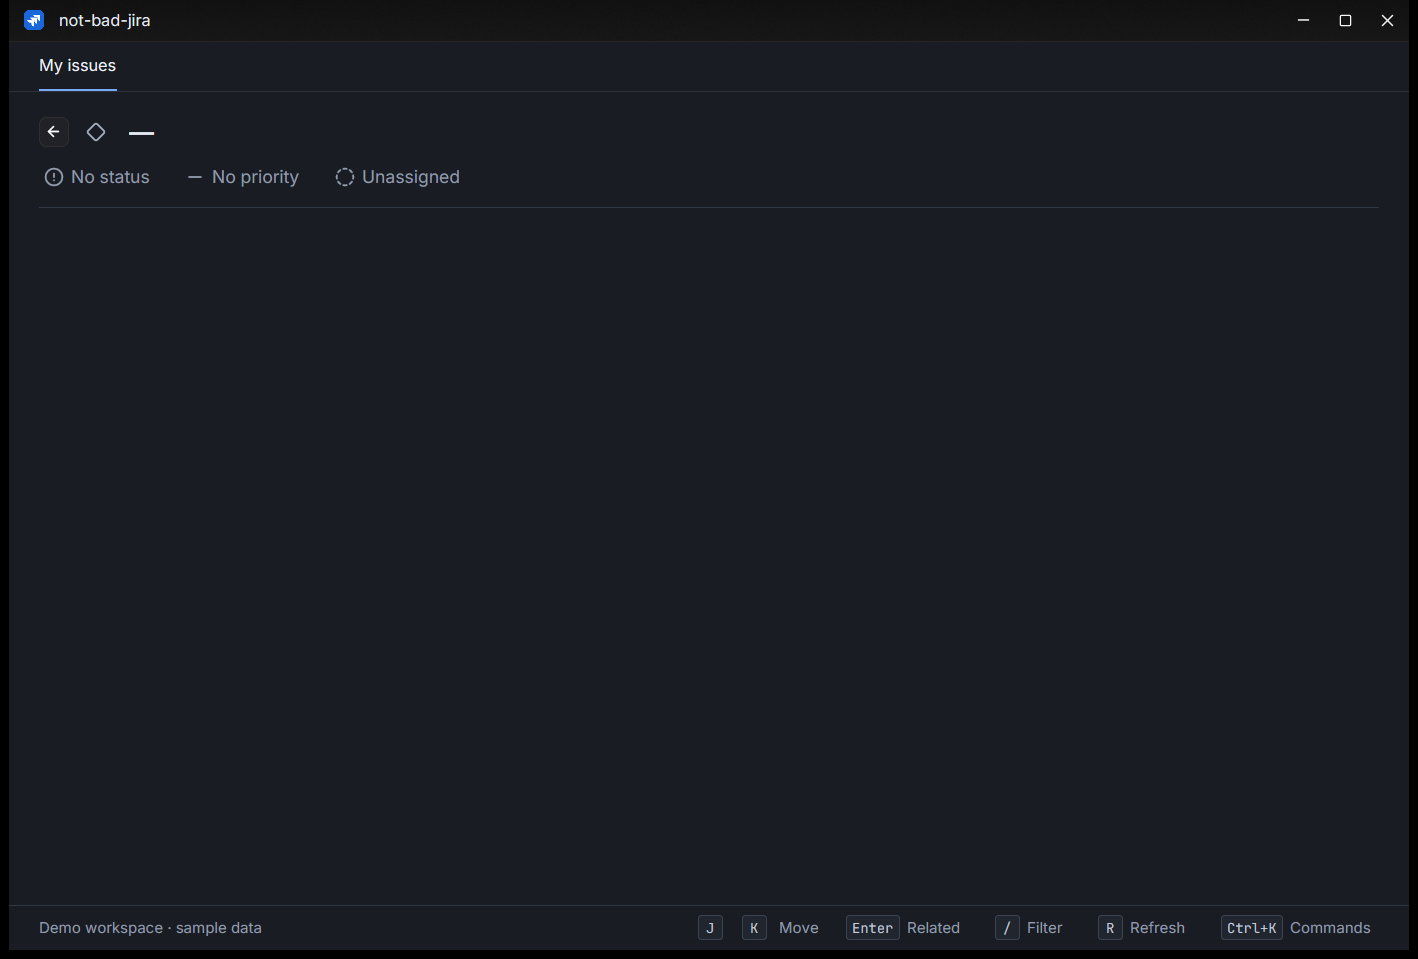 not-bad-jira
My issues
—
No status — No priority Unassigned
Demo workspace · sample data J K Move Enter Related / Filter R Refresh Ctrl+K Commands